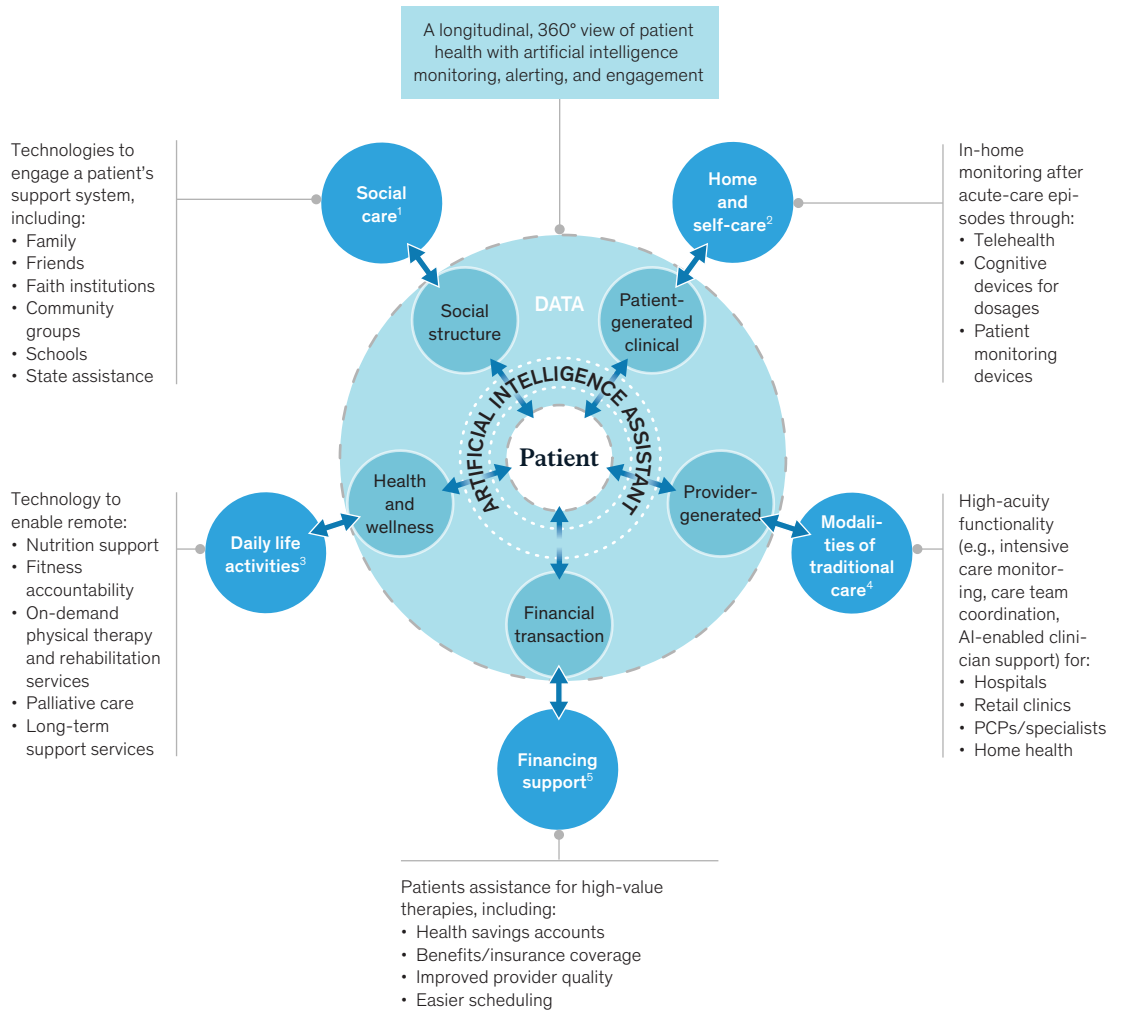 A longitudinal, 360° view of patient
health with artificial intelligence
monitoring, alerting, and engagement
Technologies to
engage a patient's
support system,
including:
• Family
• Friends
• Faith institutions
• Community
groups
• Schools
• State assistance
Social
care1
Home
and
self-care2
In-home
monitoring after
acute-care epi-
sodes through:
• Telehealth
• Cognitive
devices for
dosages
• Patient
monitoring
devices
DATA
Social
structure
Patient-
generated
clinical
ARTIFICIAL INTELLIGENCE ASSISTANT
Patient
Health
and
wellness
Provider-
generated
Financial
transaction
Technology to
enable remote:
• Nutrition support
• Fitness
accountability
• On-demand
physical therapy
and rehabilitation
services
• Palliative care
• Long-term
support services
Daily life
activities3
Modali-
ties of
traditional
care4
High-acuity
functionality
(e.g., intensive
care monitor-
ing, care team
coordination,
AI-enabled clini-
cian support) for:
• Hospitals
• Retail clinics
• PCPs/specialists
• Home health
Financing
support5
Patients assistance for high-value
therapies, including:
• Health savings accounts
• Benefits/insurance coverage
• Improved provider quality
• Easier scheduling